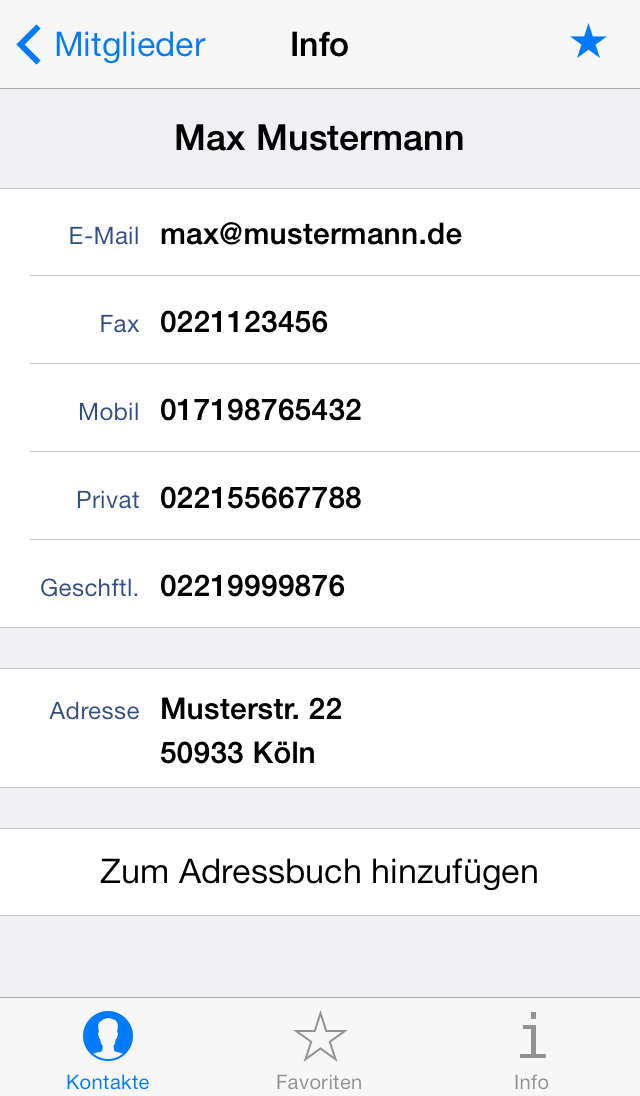 Mitglieder Info
Max Mustermann
E-Mail max@mustermann.de
Fax 0221123456
Mobil 017198765432
Privat 022155667788
Geschftl. 02219999876
Adresse Musterstr. 22
50933 Köln
Zum Adressbuch hinzufügen
Kontakte Favoriten Info